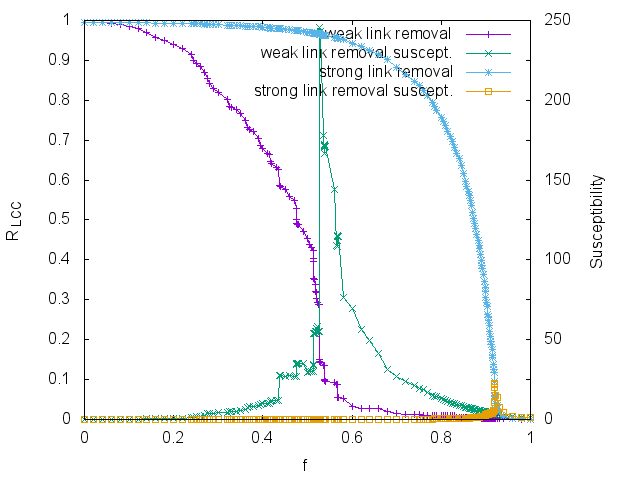 1
0.9
0.8
0.7
0.6
0.5
0.4
0.3
0.2
0.1
0
R LCC
weak link removal
weak link removal suscept.
strong link removal
strong link removal suscept.
250
200
150
100
50
0
Susceptibility
0 0.2 0.4 0.6 0.8 1
f